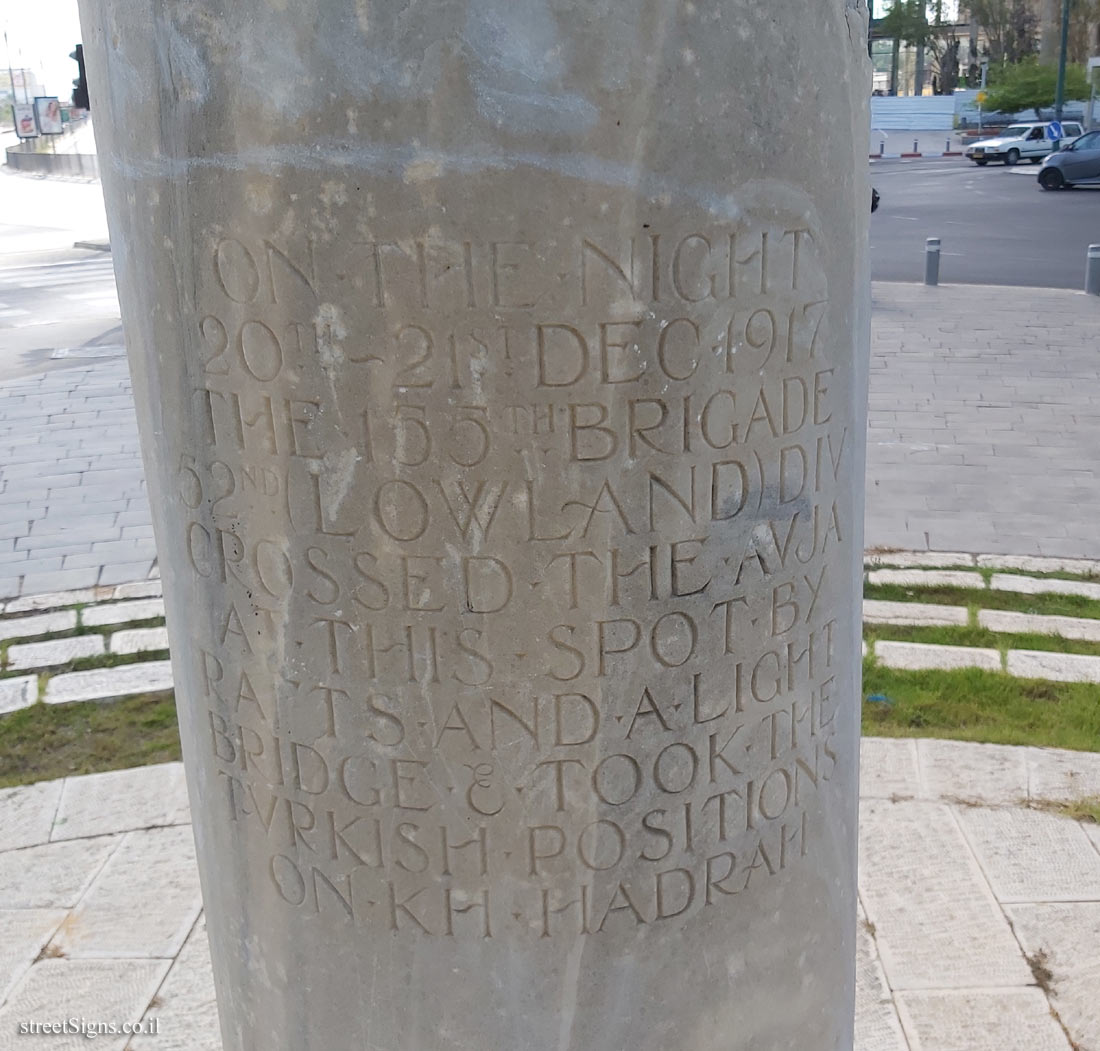 ON · THE · NIGHT
20TH – 21ST DEC · 1917
THE · 155TH BRIGADE
52ND (LOWLAND) DIV
CROSSED · THE · AVJA
AT · THIS · SPOT · BY
RAFTS · AND · A · LIGHT
BRIDGE · & · TOOK · THE
TVRKISH · POSITIONS
ON · KH · HADRAH
streetSigns.co.il